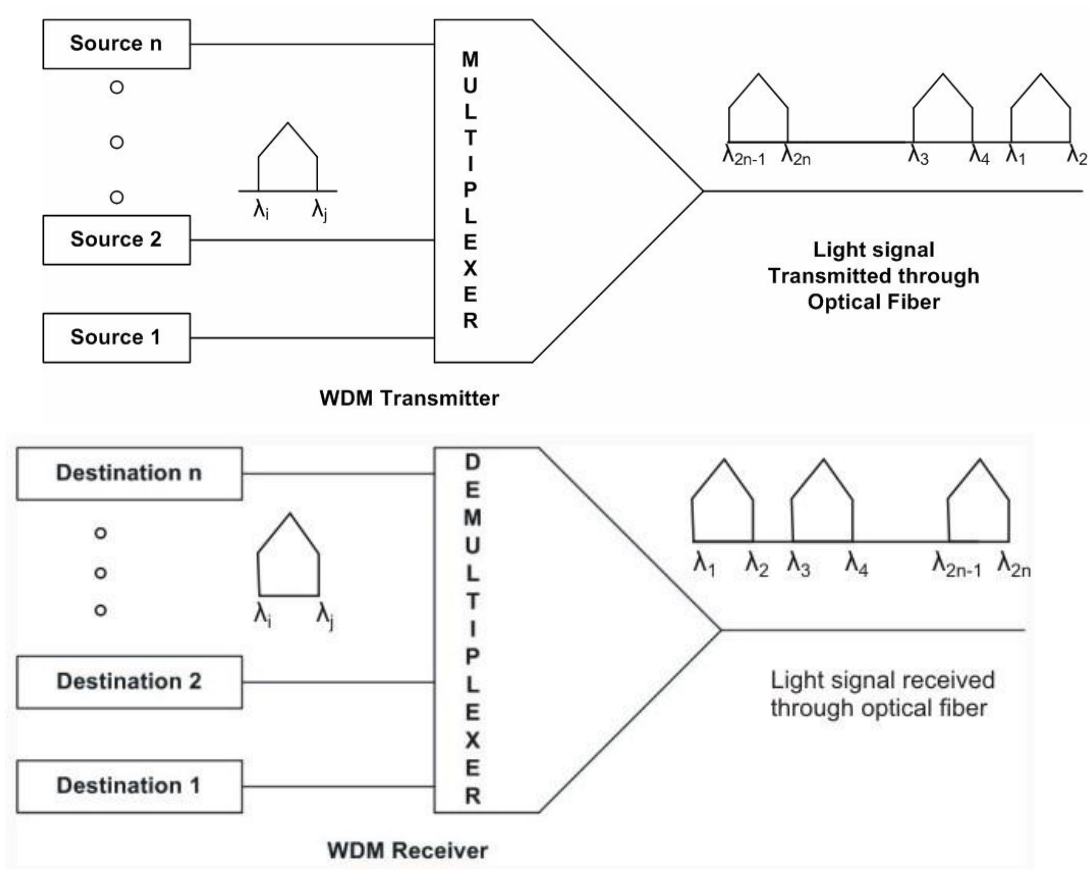 Source n
Source 2
Source 1
MULTIPLEXER
λi λj
λ2n-1 λ2n λ3 λ4 λ1 λ2
Light signal
Transmitted through
Optical Fiber
WDM Transmitter
Destination n
Destination 2
Destination 1
DEMULTIPLEXER
λi λj
λ1 λ2 λ3 λ4 λ2n-1 λ2n
Light signal received
through optical fiber
WDM Receiver